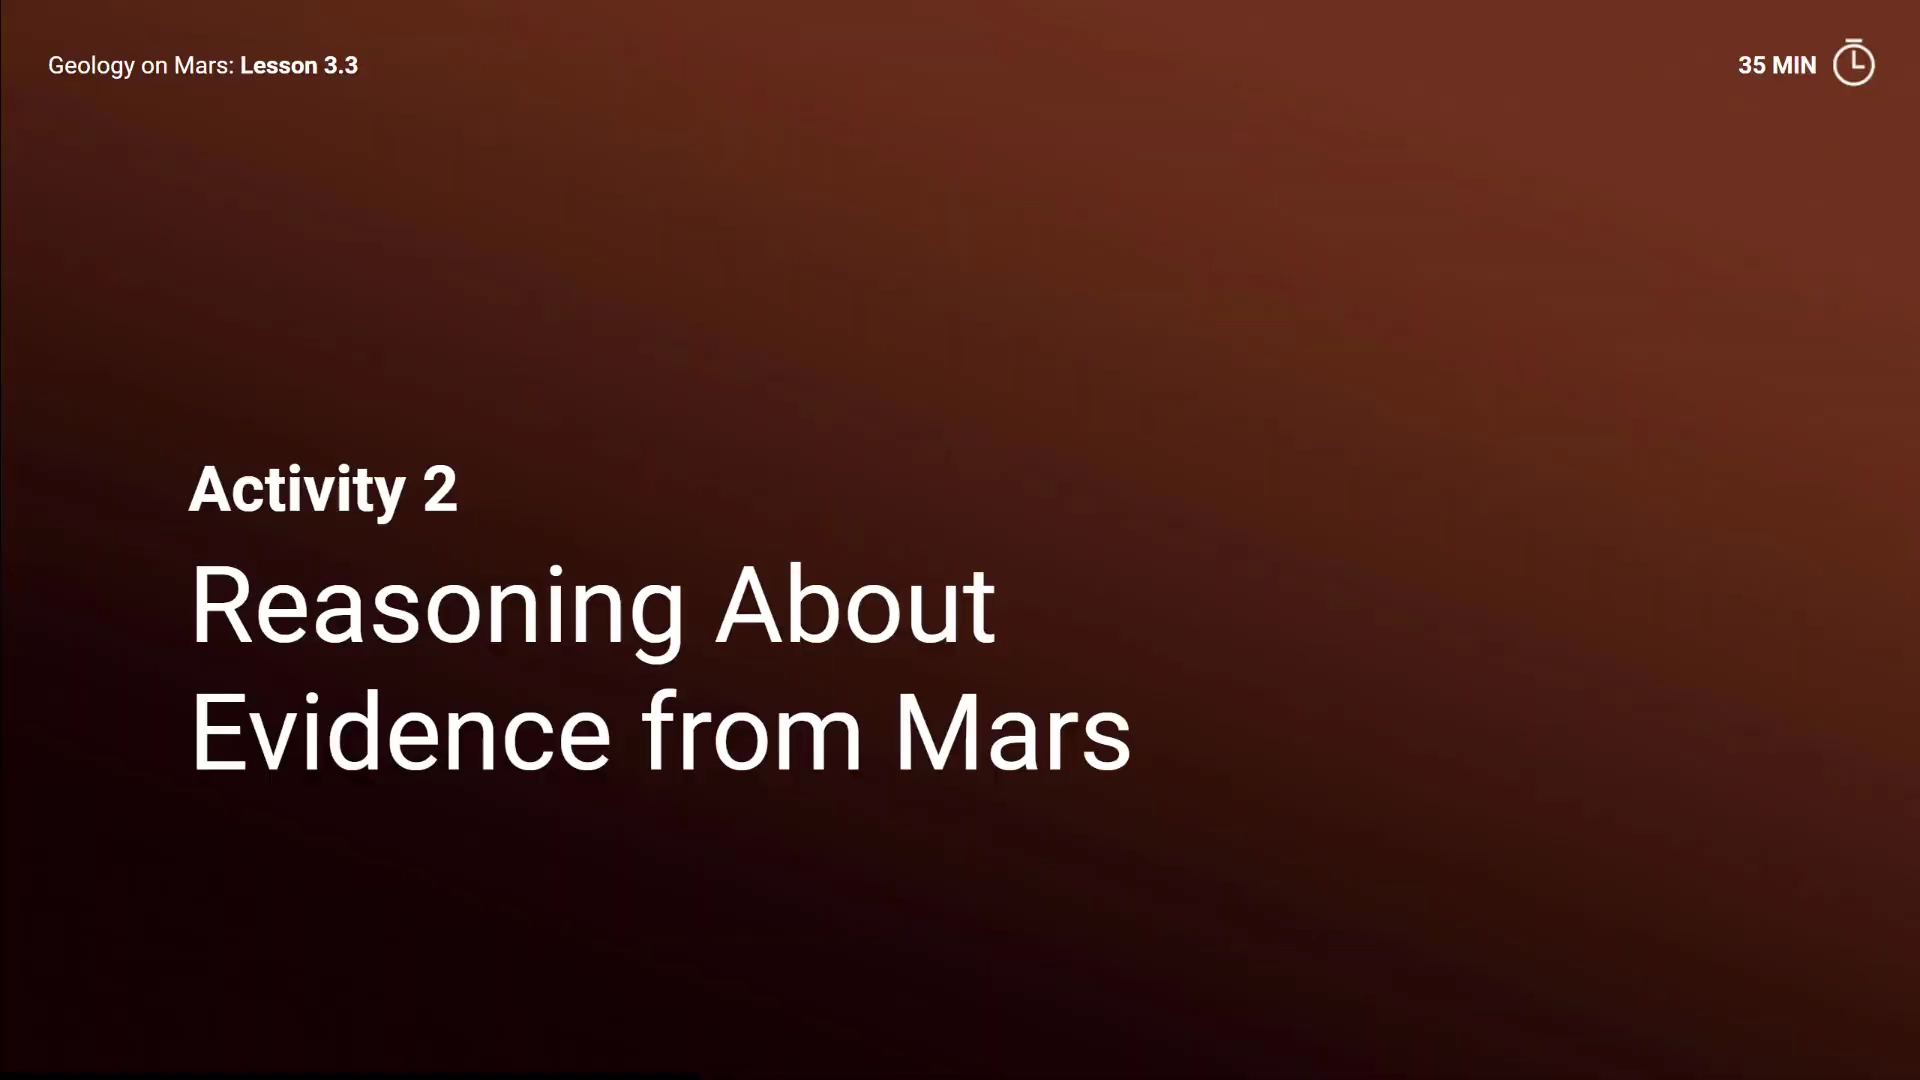 Geology on Mars: Lesson 3.3
35 MIN
Activity 2
Reasoning About
Evidence from Mars